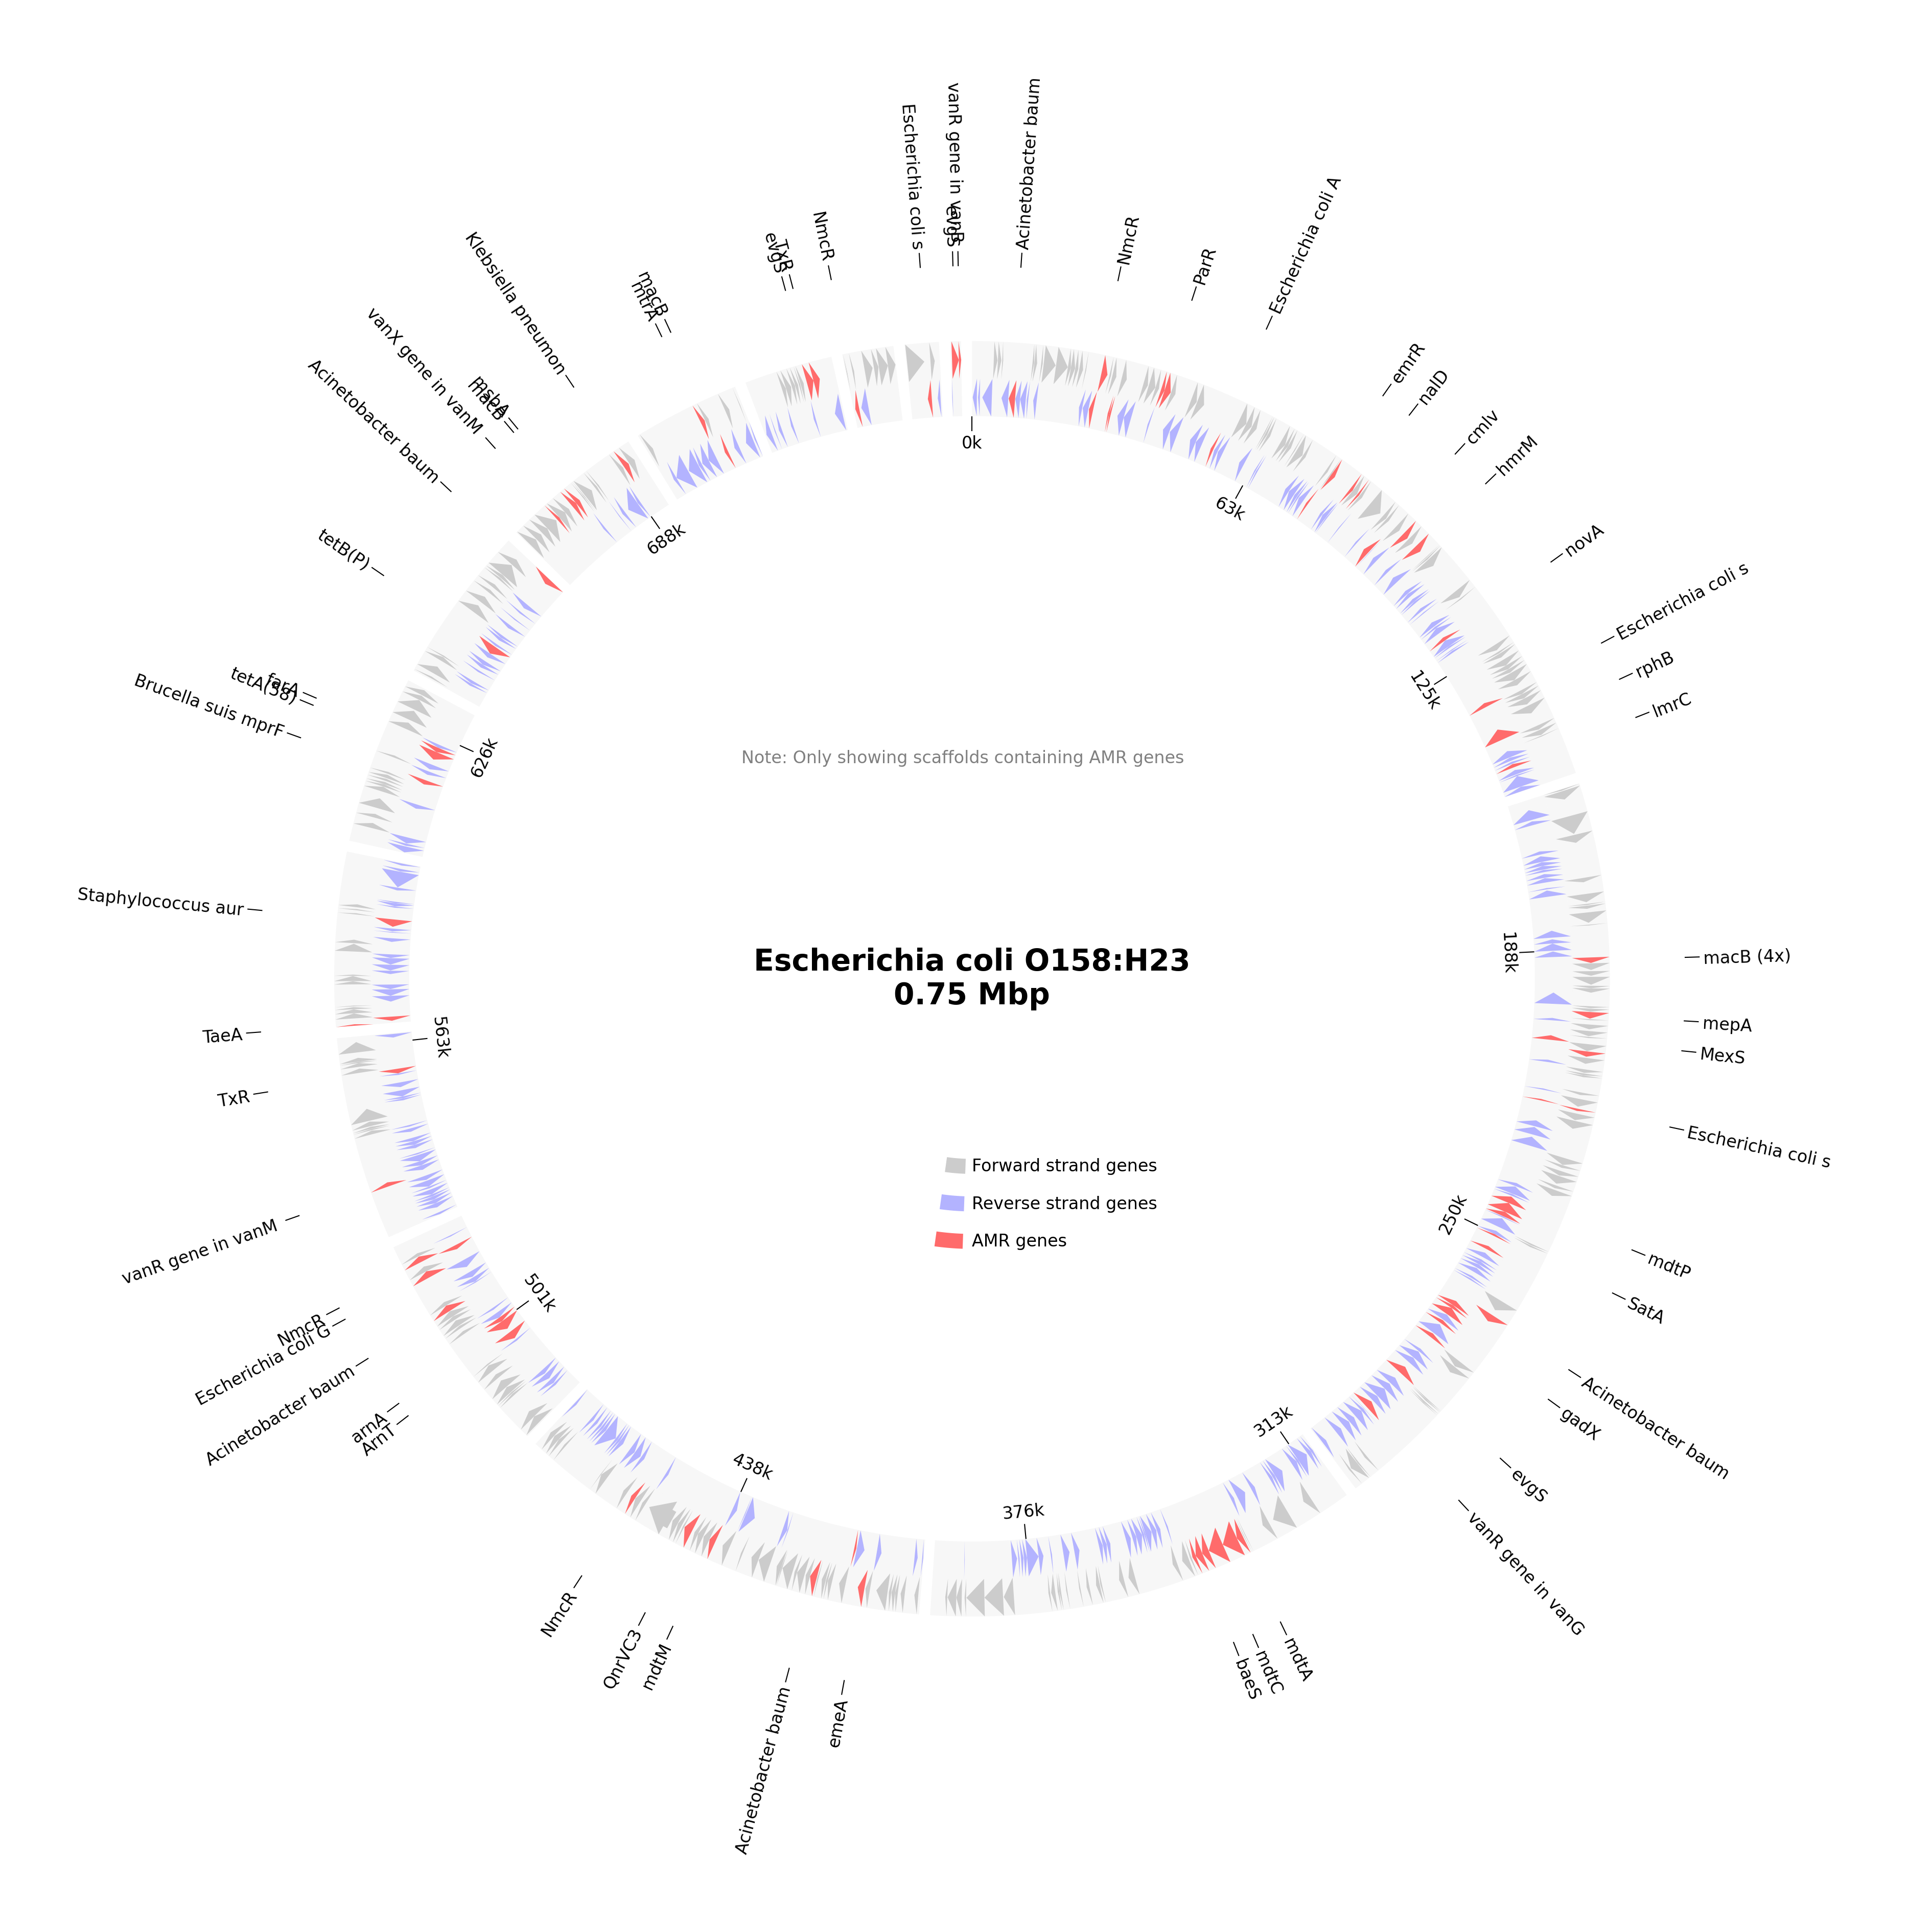 Escherichia coli s
vanR gene in vanB
evgS
Acinetobacter baum
NmcR
ParR
Escherichia coli A
emrR
nalD
cmlv
hmrM
novA
Escherichia coli s
rphB
lmrC
macB (4x)
mepA
MexS
Escherichia coli s
mdtP
SatA
Acinetobacter baum
gadX
evgS
vanR gene in vanG
mdtA
mdtC
baeS
emeA
Acinetobacter baum
mdtM
QnrVC3
NmcR
ArnT
arnA
Acinetobacter baum
Escherichia coli G
NmcR
vanR gene in vanM
TxR
TaeA
Staphylococcus aur
Brucella suis mprF
tetA(58)
farA
tetB(P)
Acinetobacter baum
vanX gene in vanM
macB
msbA
Klebsiella pneumon
mtrA
macB
evgS
TxR
NmcR
0k
63k
125k
188k
250k
313k
376k
438k
501k
563k
626k
688k
Note: Only showing scaffolds containing AMR genes
Escherichia coli O158:H23
0.75 Mbp
Forward strand genes
Reverse strand genes
AMR genes